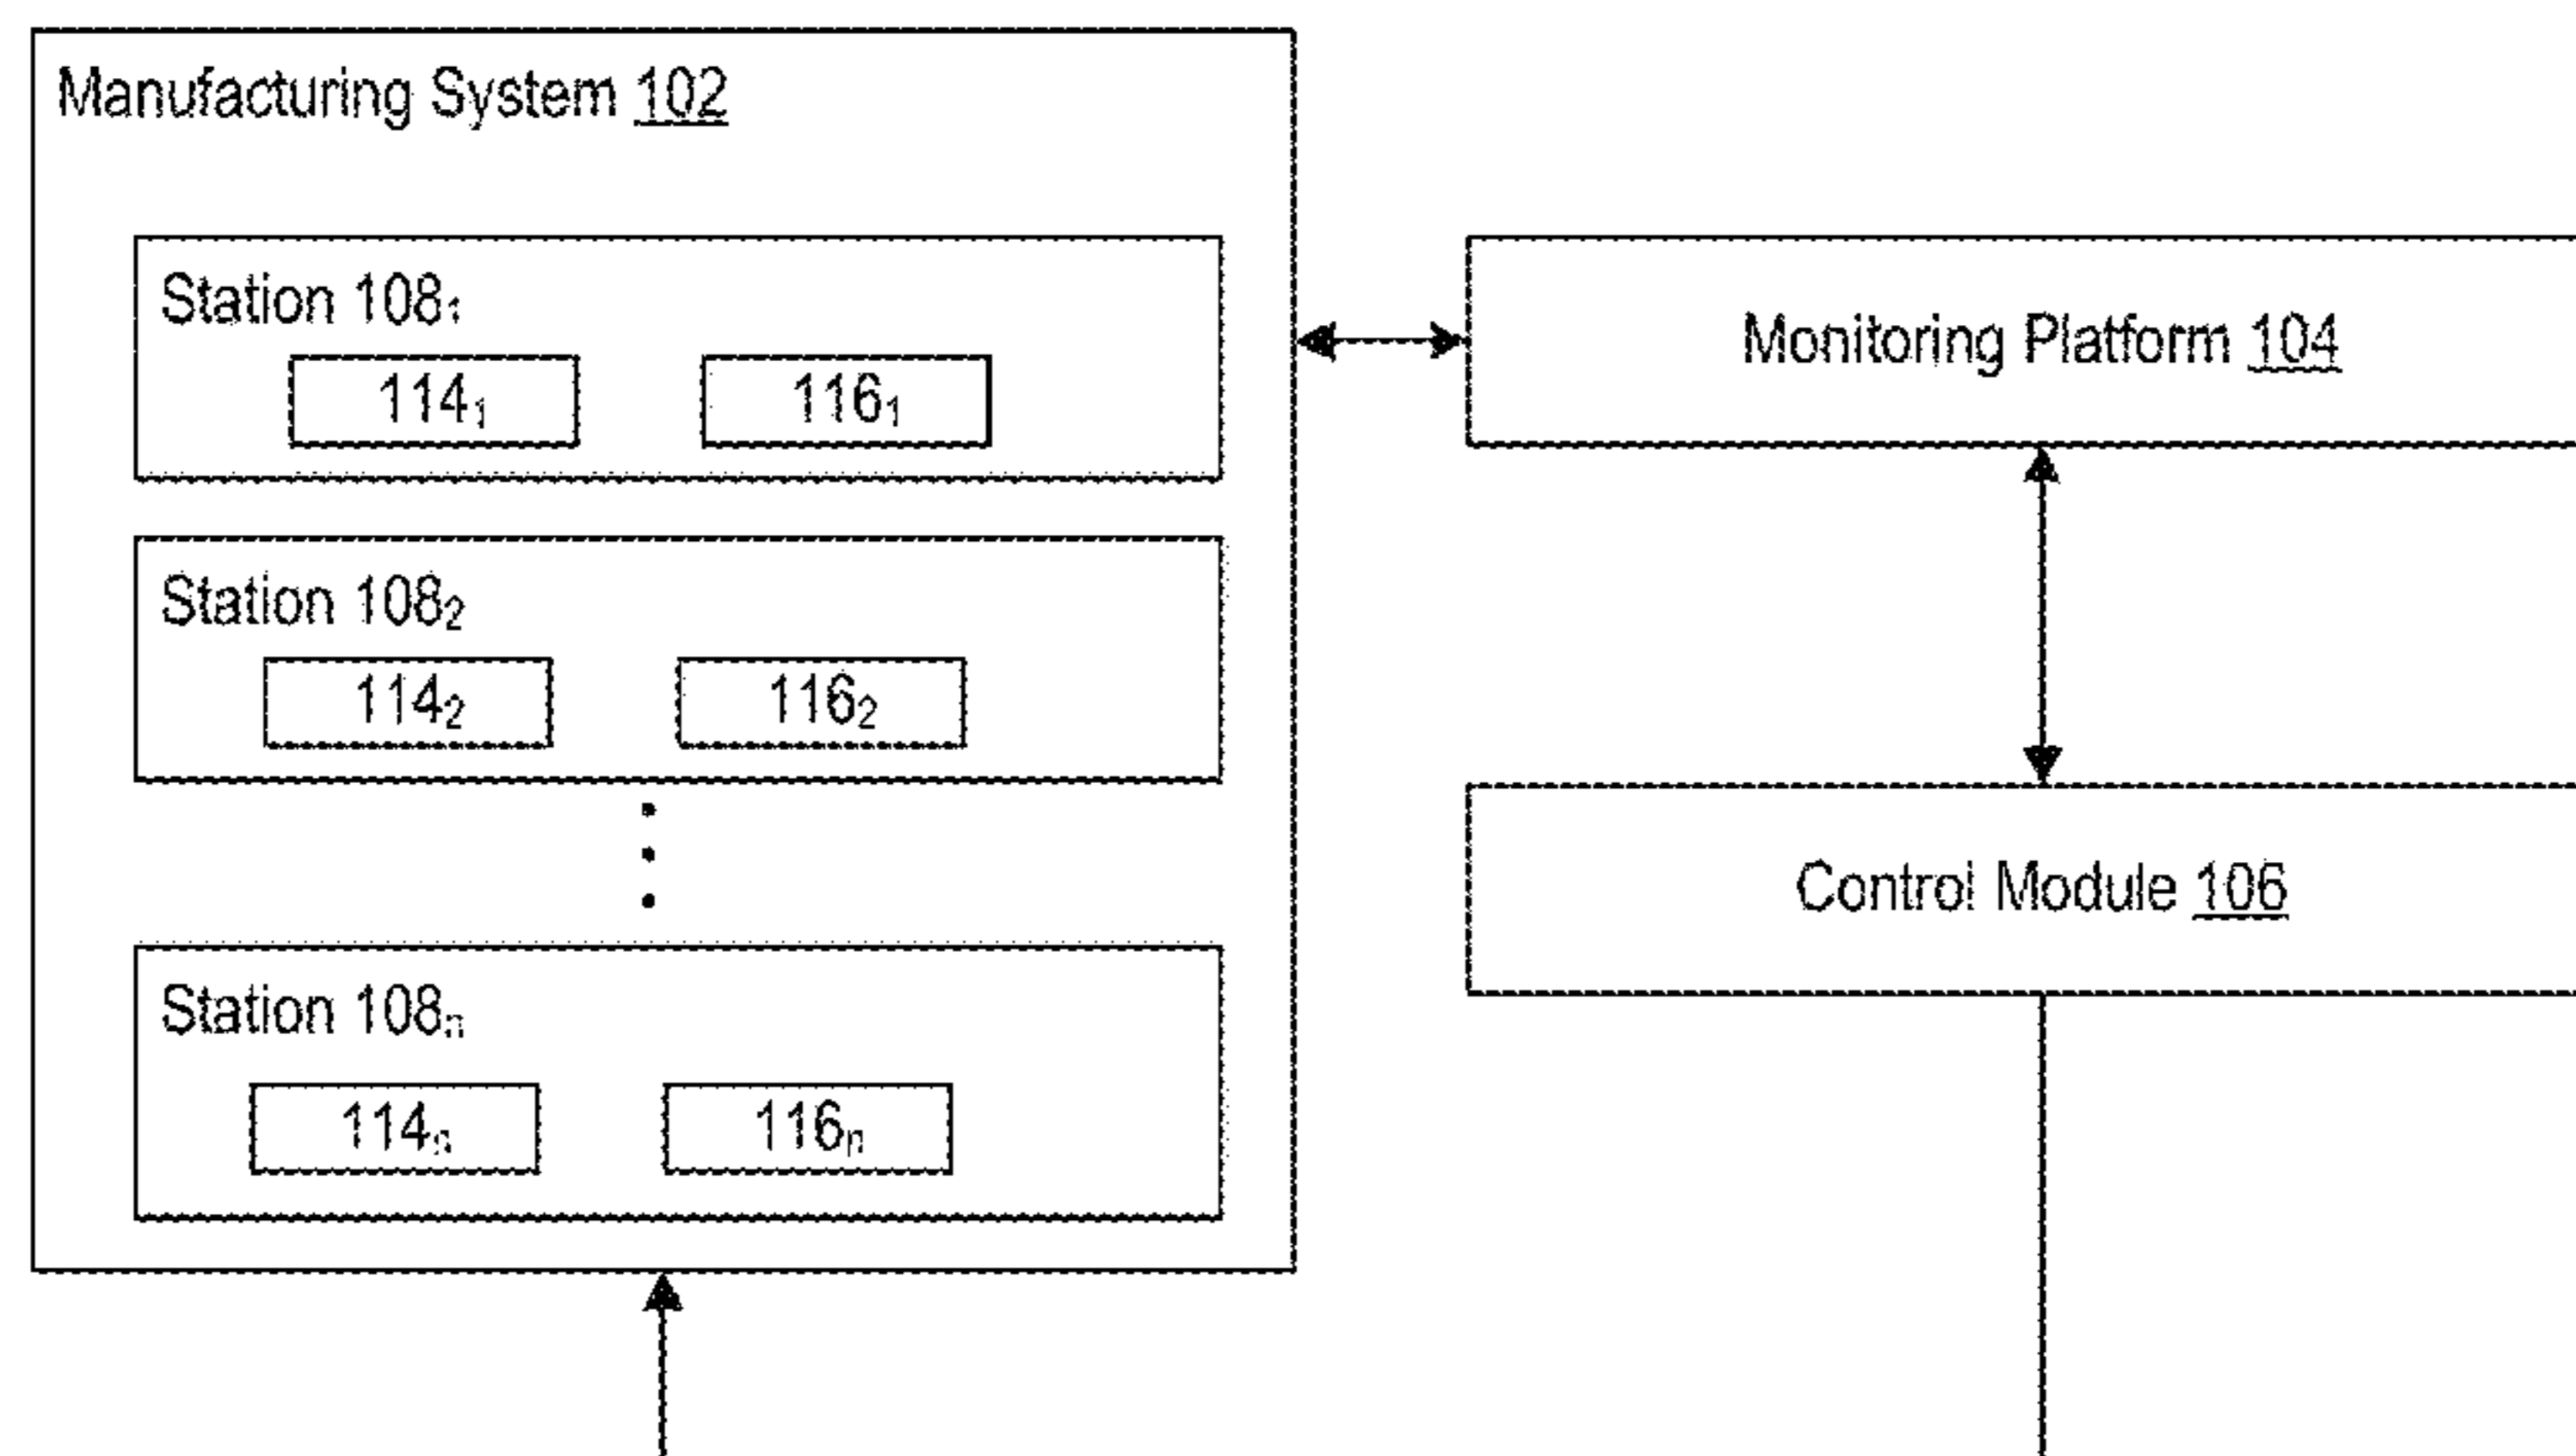 Manufacturing System 102
Station 108₁
114₁ 116₁
Station 108₂
114₂ 116₂
Station 108ₙ
114ₙ 116ₙ
Monitoring Platform 104
Control Module 106